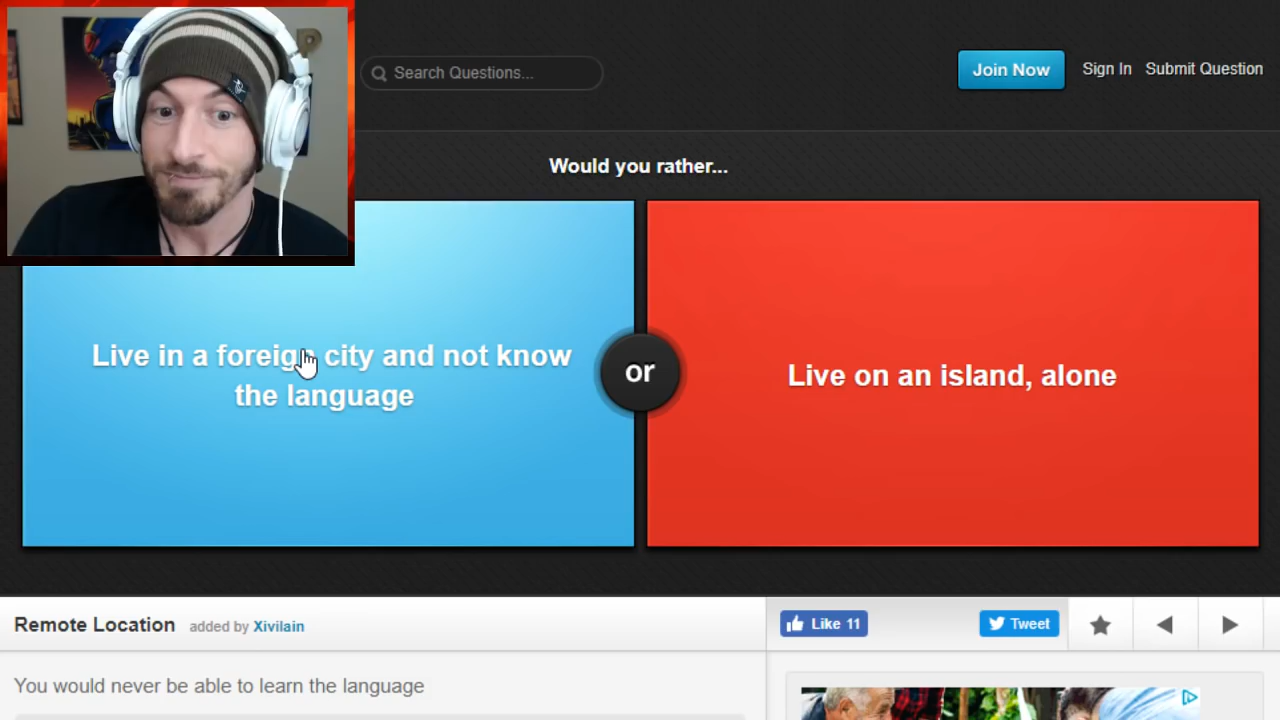 Search Questions...
Join Now
Sign In
Submit Question
Would you rather...
Live in a foreign city and not know
the language
or
Live on an island, alone
Remote Location added by Xivilain
Like 11
Tweet
You would never be able to learn the language